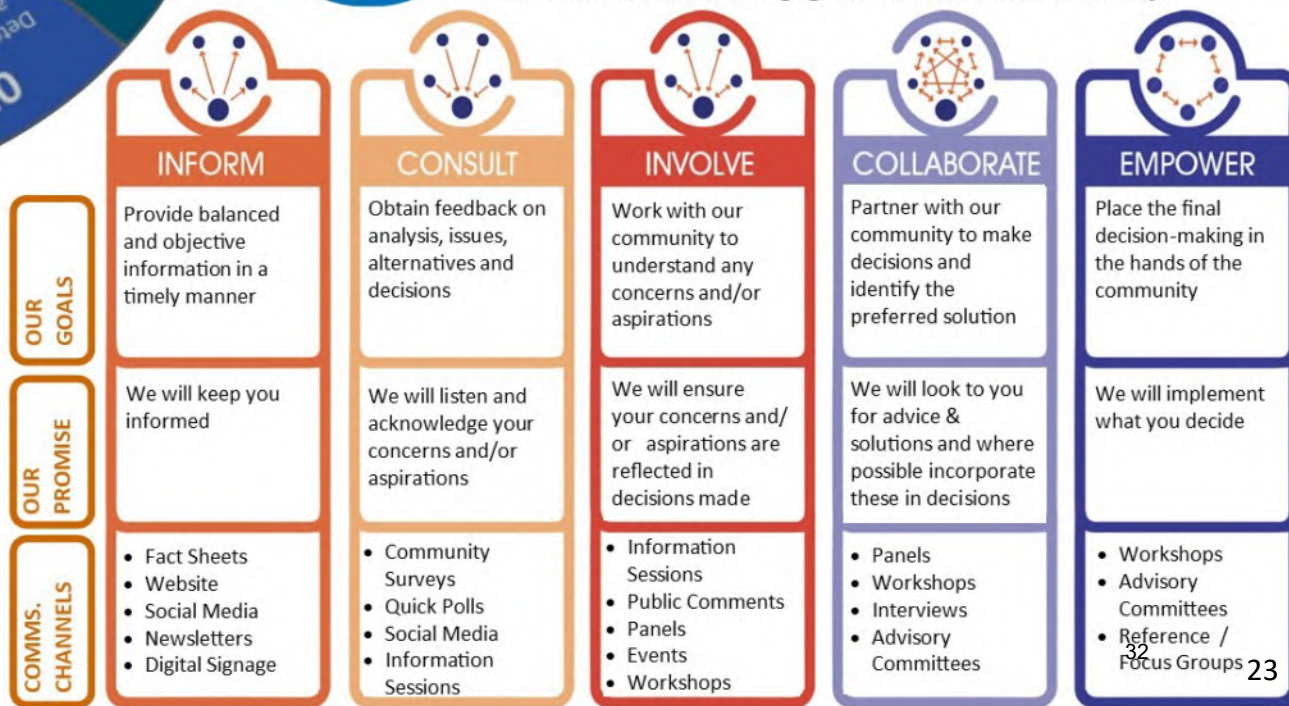 INFORM
CONSULT
INVOLVE
COLLABORATE
EMPOWER
OUR
GOALS
Provide balanced
and objective
information in a
timely manner
Obtain feedback on
analysis, issues,
alternatives and
decisions
Work with our
community to
understand any
concerns and/or
aspirations
Partner with our
community to make
decisions and
identify the
preferred solution
Place the final
decision-making in
the hands of the
community
OUR
PROMISE
We will keep you
informed
We will listen and
acknowledge your
concerns and/or
aspirations
We will ensure
your concerns and/
or aspirations are
reflected in
decisions made
We will look to you
for advice &
solutions and where
possible incorporate
these in decisions
We will implement
what you decide
COMMS.
CHANNELS
• Fact Sheets
• Website
• Social Media
• Newsletters
• Digital Signage
• Community
Surveys
• Quick Polls
• Social Media
• Information
Sessions
• Information
Sessions
• Public Comments
• Panels
• Events
• Workshops
• Panels
• Workshops
• Interviews
• Advisory
Committees
• Workshops
• Advisory
Committees
• Reference /
Focus Groups
32
23